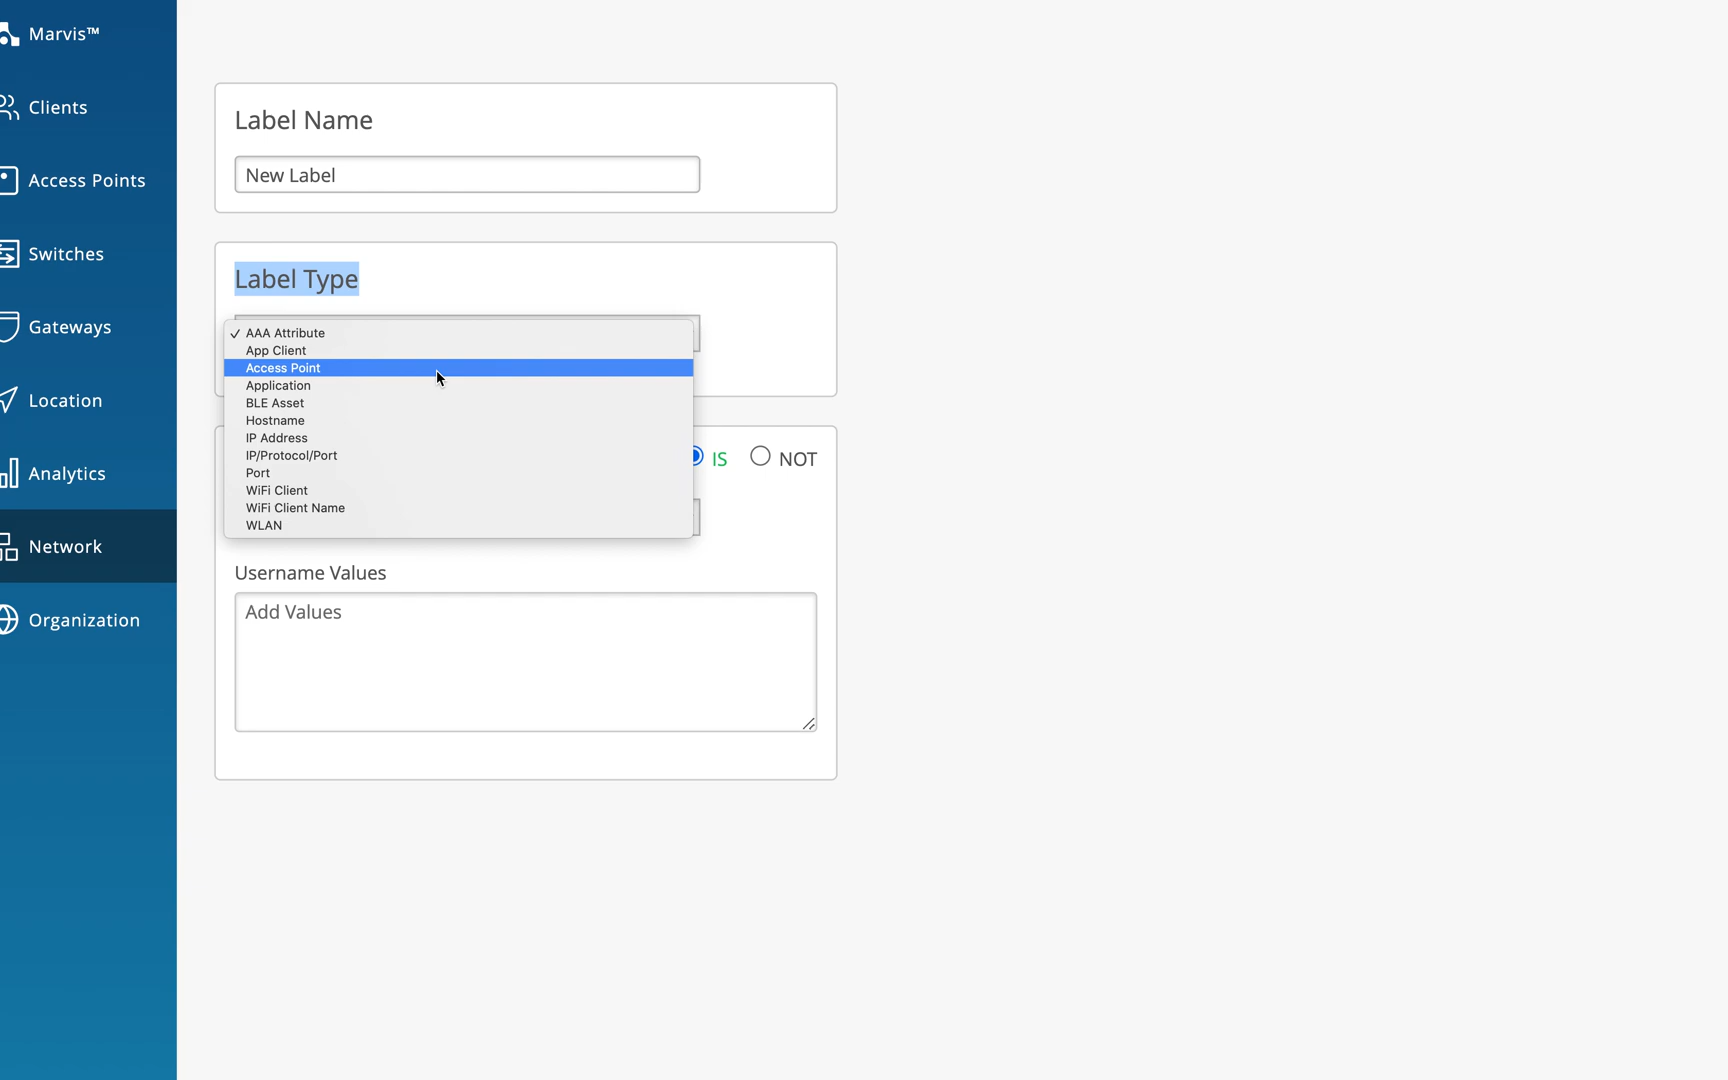 Marvis™
Clients
Access Points
Switches
Gateways
Location
Analytics
Network
Organization
Label Name
New Label
Label Type
✓ AAA Attribute
App Client
Access Point
Application
BLE Asset
Hostname
IP Address
IP/Protocol/Port
Port
WiFi Client
WiFi Client Name
WLAN
IS NOT
Username Values
Add Values